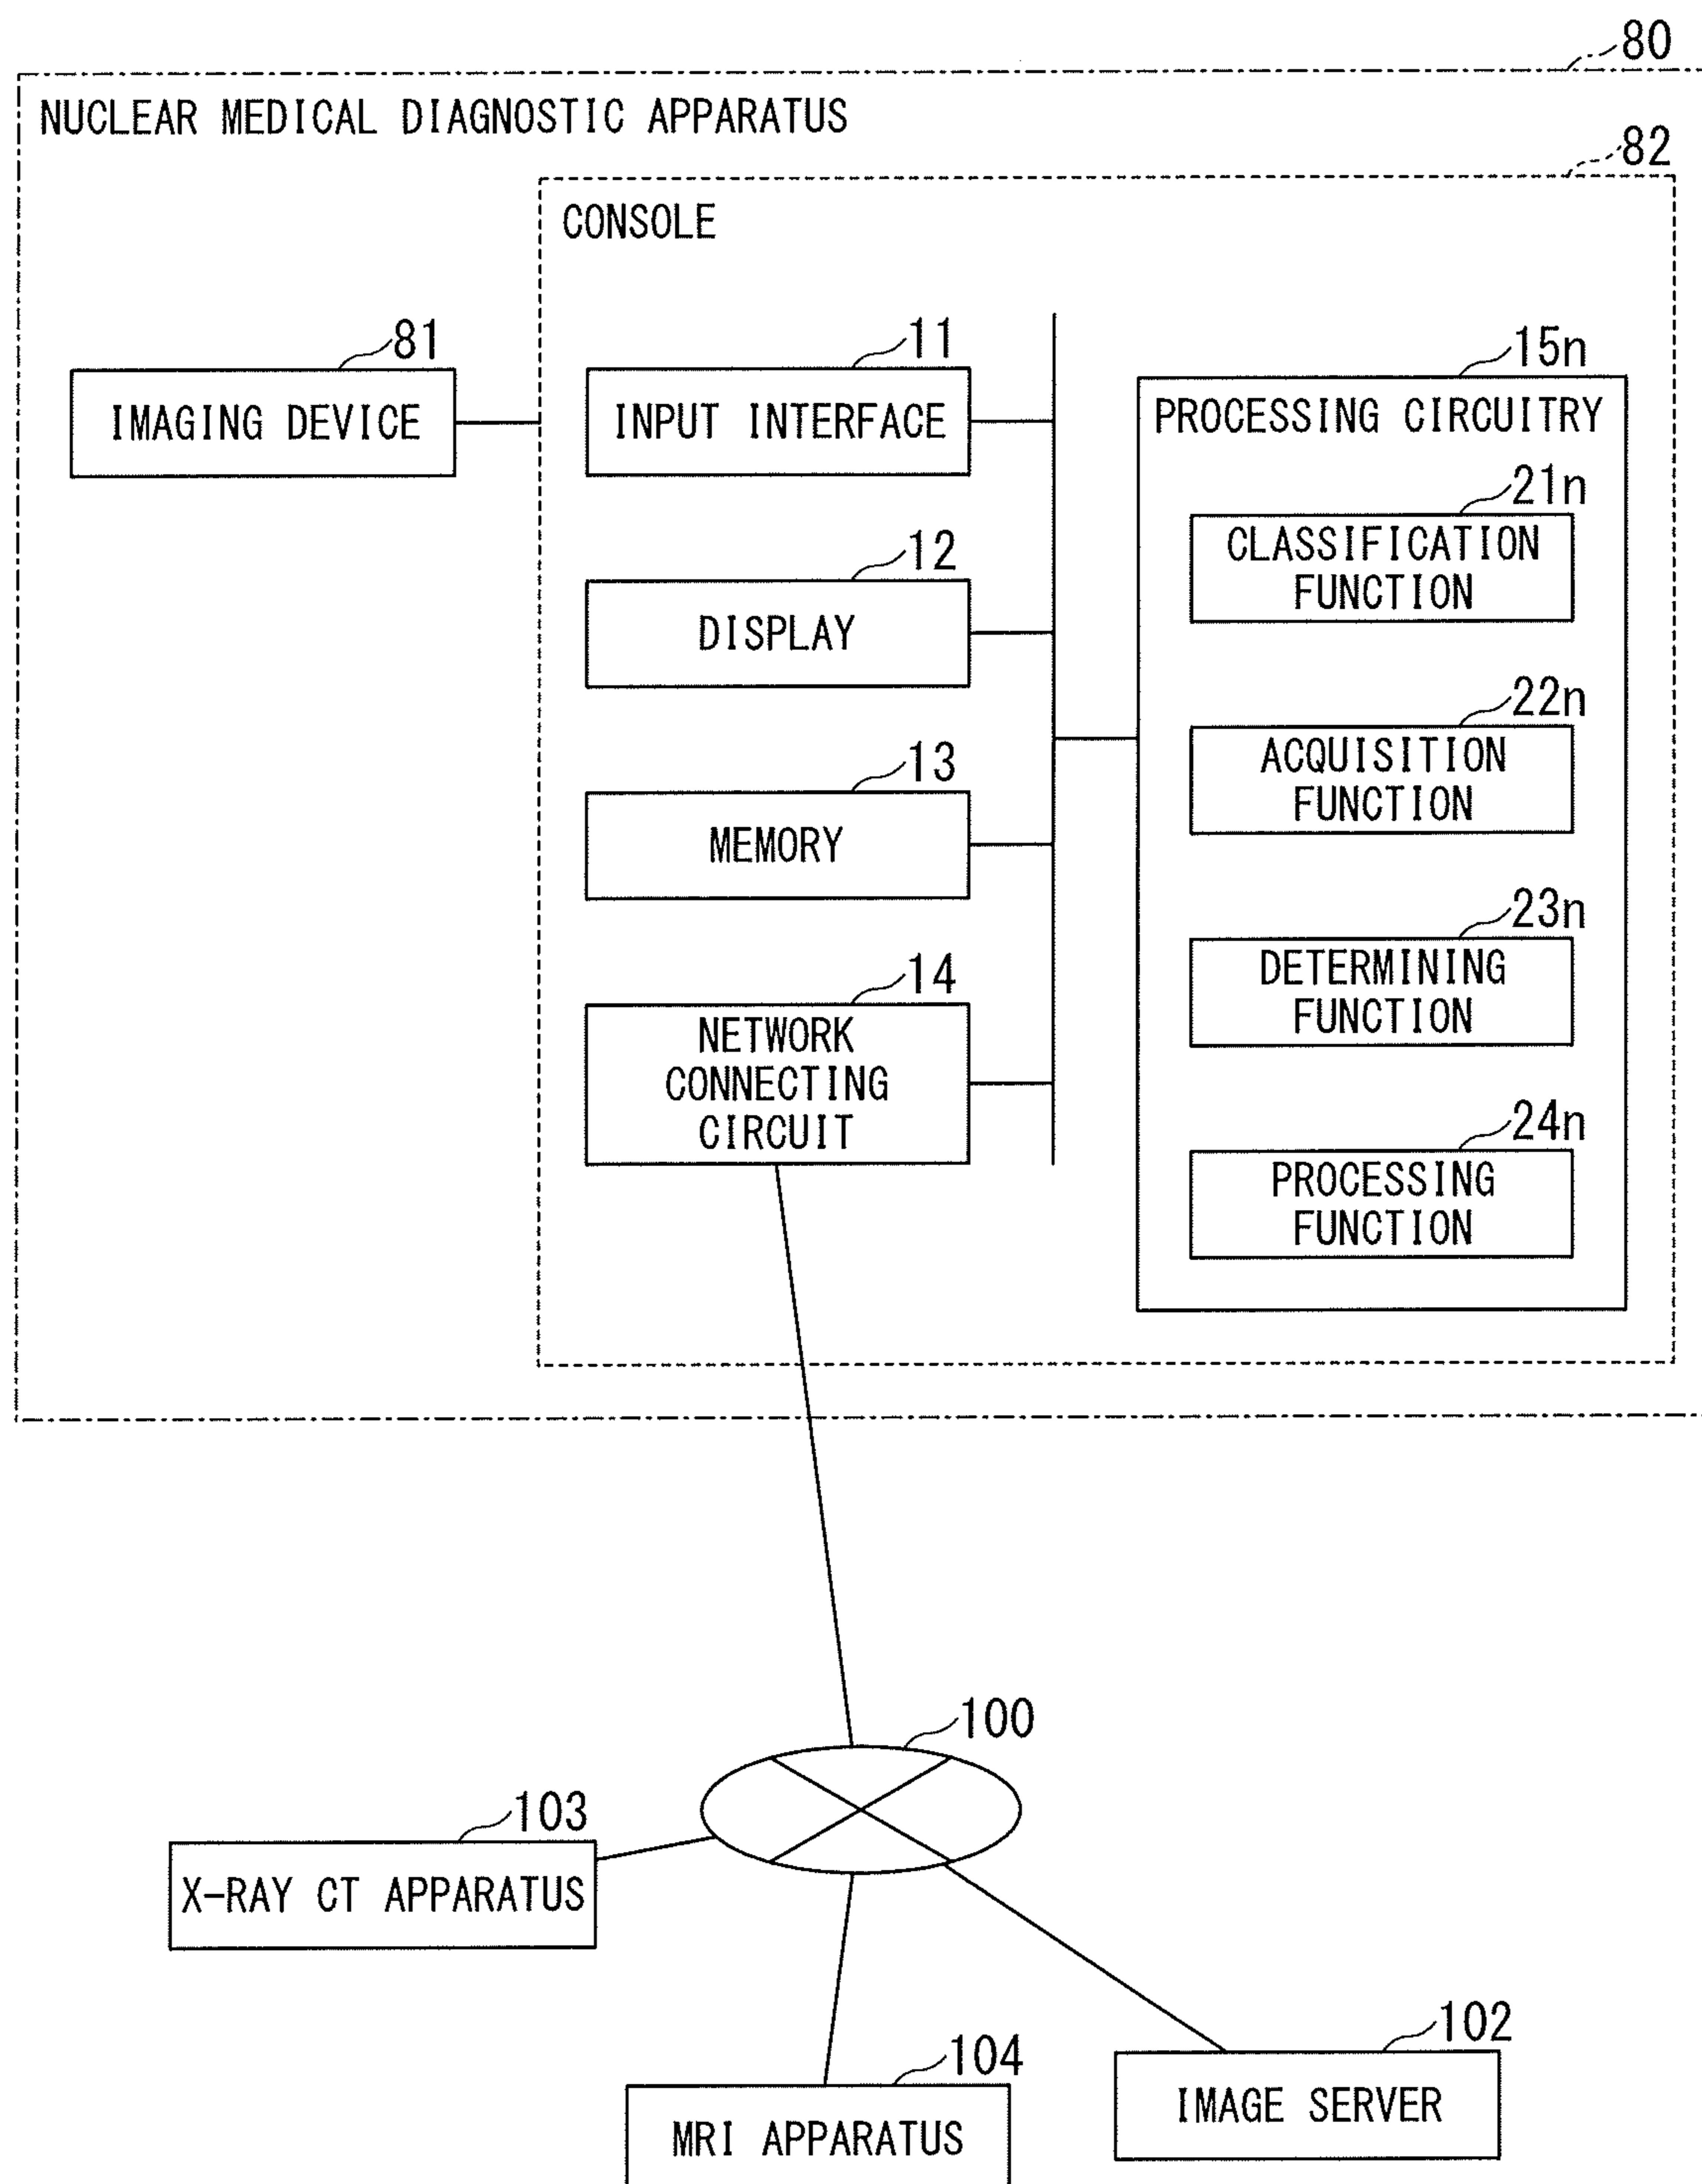 80
NUCLEAR MEDICAL DIAGNOSTIC APPARATUS
82
CONSOLE
81
IMAGING DEVICE
11
INPUT INTERFACE
12
DISPLAY
13
MEMORY
14
NETWORK
CONNECTING
CIRCUIT
15n
PROCESSING CIRCUITRY
21n
CLASSIFICATION
FUNCTION
22n
ACQUISITION
FUNCTION
23n
DETERMINING
FUNCTION
24n
PROCESSING
FUNCTION
100
103
X-RAY CT APPARATUS
104
MRI APPARATUS
102
IMAGE SERVER